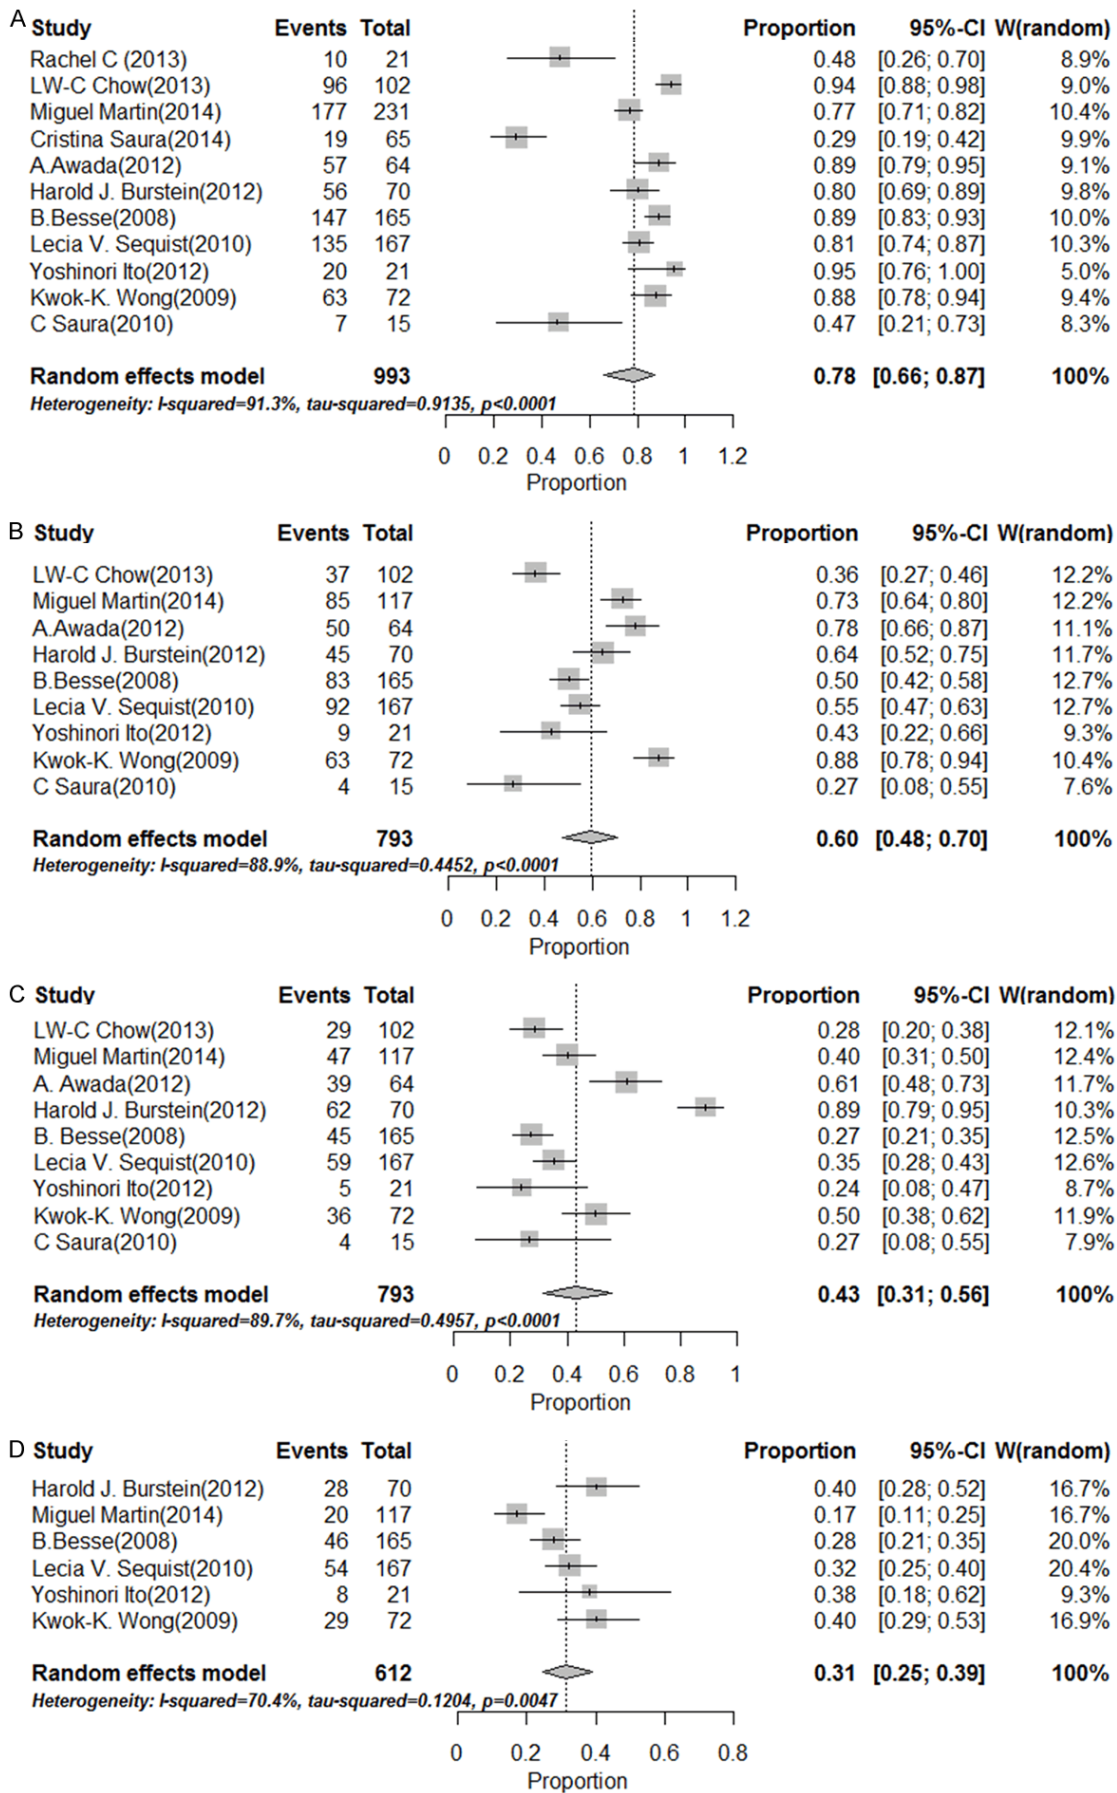 A Study Events Total Proportion 95%-CI W(random)
Rachel C (2013) 10 21 0.48 [0.26; 0.70] 8.9%
LW-C Chow(2013) 96 102 0.94 [0.88; 0.98] 9.0%
Miguel Martin(2014) 177 231 0.77 [0.71; 0.82] 10.4%
Cristina Saura(2014) 19 65 0.29 [0.19; 0.42] 9.9%
A.Awada(2012) 57 64 0.89 [0.79; 0.95] 9.1%
Harold J. Burstein(2012) 56 70 0.80 [0.69; 0.89] 9.8%
B.Besse(2008) 147 165 0.89 [0.83; 0.93] 10.0%
Lecia V. Sequist(2010) 135 167 0.81 [0.74; 0.87] 10.3%
Yoshinori Ito(2012) 20 21 0.95 [0.76; 1.00] 5.0%
Kwok-K. Wong(2009) 63 72 0.88 [0.78; 0.94] 9.4%
C Saura(2010) 7 15 0.47 [0.21; 0.73] 8.3%
Random effects model 993 0.78 [0.66; 0.87] 100%
Heterogeneity: I-squared=91.3%, tau-squared=0.9135, p<0.0001
0 0.2 0.4 0.6 0.8 1 1.2
Proportion
B Study Events Total Proportion 95%-CI W(random)
LW-C Chow(2013) 37 102 0.36 [0.27; 0.46] 12.2%
Miguel Martin(2014) 85 117 0.73 [0.64; 0.80] 12.2%
A.Awada(2012) 50 64 0.78 [0.66; 0.87] 11.1%
Harold J. Burstein(2012) 45 70 0.64 [0.52; 0.75] 11.7%
B.Besse(2008) 83 165 0.50 [0.42; 0.58] 12.7%
Lecia V. Sequist(2010) 92 167 0.55 [0.47; 0.63] 12.7%
Yoshinori Ito(2012) 9 21 0.43 [0.22; 0.66] 9.3%
Kwok-K. Wong(2009) 63 72 0.88 [0.78; 0.94] 10.4%
C Saura(2010) 4 15 0.27 [0.08; 0.55] 7.6%
Random effects model 793 0.60 [0.48; 0.70] 100%
Heterogeneity: I-squared=88.9%, tau-squared=0.4452, p<0.0001
0 0.2 0.4 0.6 0.8 1 1.2
Proportion
C Study Events Total Proportion 95%-CI W(random)
LW-C Chow(2013) 29 102 0.28 [0.20; 0.38] 12.1%
Miguel Martin(2014) 47 117 0.40 [0.31; 0.50] 12.4%
A. Awada(2012) 39 64 0.61 [0.48; 0.73] 11.7%
Harold J. Burstein(2012) 62 70 0.89 [0.79; 0.95] 10.3%
B. Besse(2008) 45 165 0.27 [0.21; 0.35] 12.5%
Lecia V. Sequist(2010) 59 167 0.35 [0.28; 0.43] 12.6%
Yoshinori Ito(2012) 5 21 0.24 [0.08; 0.47] 8.7%
Kwok-K. Wong(2009) 36 72 0.50 [0.38; 0.62] 11.9%
C Saura(2010) 4 15 0.27 [0.08; 0.55] 7.9%
Random effects model 793 0.43 [0.31; 0.56] 100%
Heterogeneity: I-squared=89.7%, tau-squared=0.4957, p<0.0001
0 0.2 0.4 0.6 0.8 1
Proportion
D Study Events Total Proportion 95%-CI W(random)
Harold J. Burstein(2012) 28 70 0.40 [0.28; 0.52] 16.7%
Miguel Martin(2014) 20 117 0.17 [0.11; 0.25] 16.7%
B.Besse(2008) 46 165 0.28 [0.21; 0.35] 20.0%
Lecia V. Sequist(2010) 54 167 0.32 [0.25; 0.40] 20.4%
Yoshinori Ito(2012) 8 21 0.38 [0.18; 0.62] 9.3%
Kwok-K. Wong(2009) 29 72 0.40 [0.29; 0.53] 16.9%
Random effects model 612 0.31 [0.25; 0.39] 100%
Heterogeneity: I-squared=70.4%, tau-squared=0.1204, p=0.0047
0 0.2 0.4 0.6 0.8
Proportion